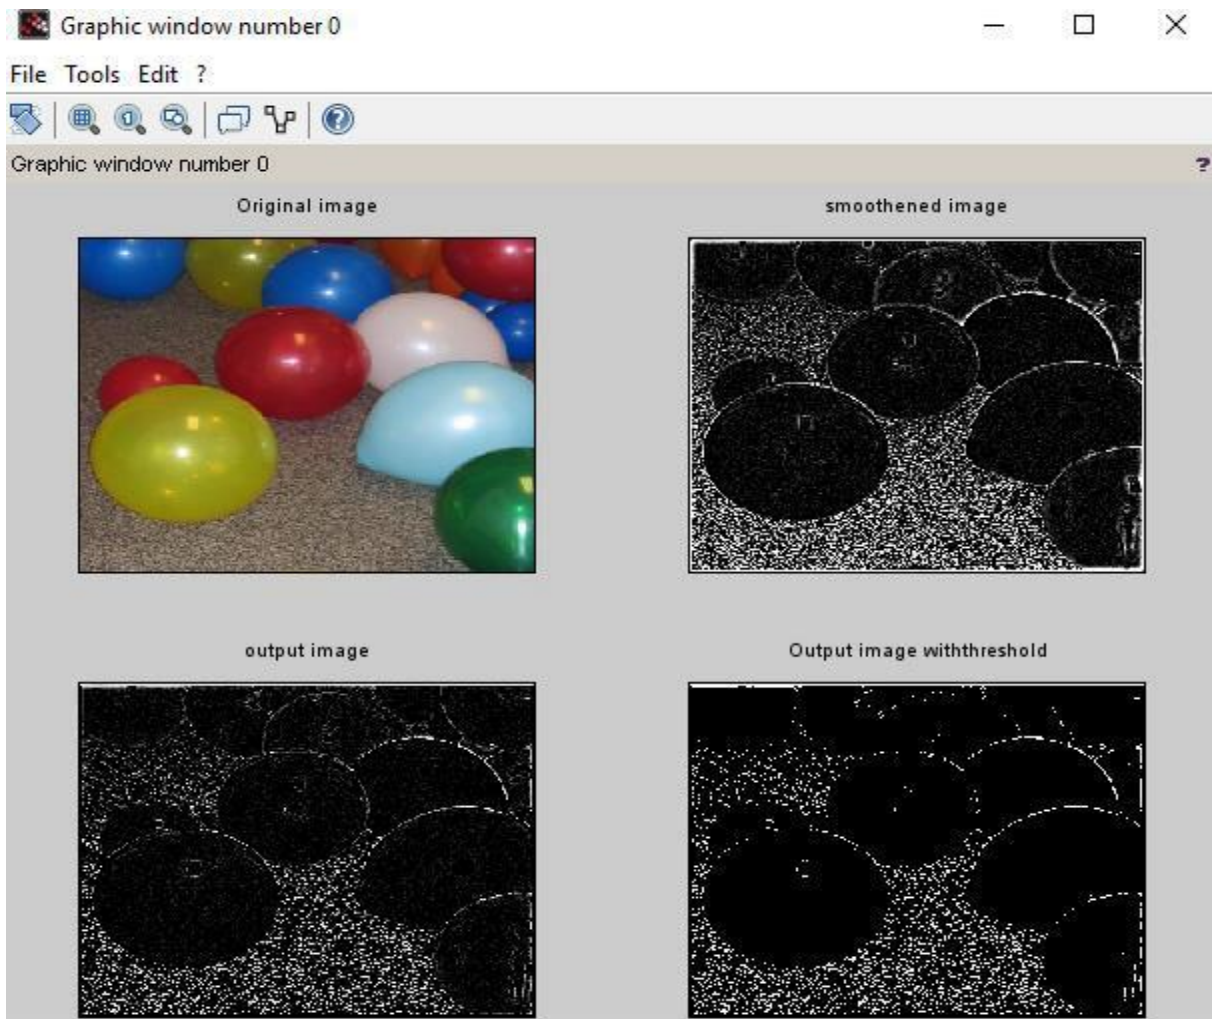 Graphic window number 0
File Tools Edit ?
Graphic window number 0 ?
Original image
smoothened image
output image
Output image withthreshold